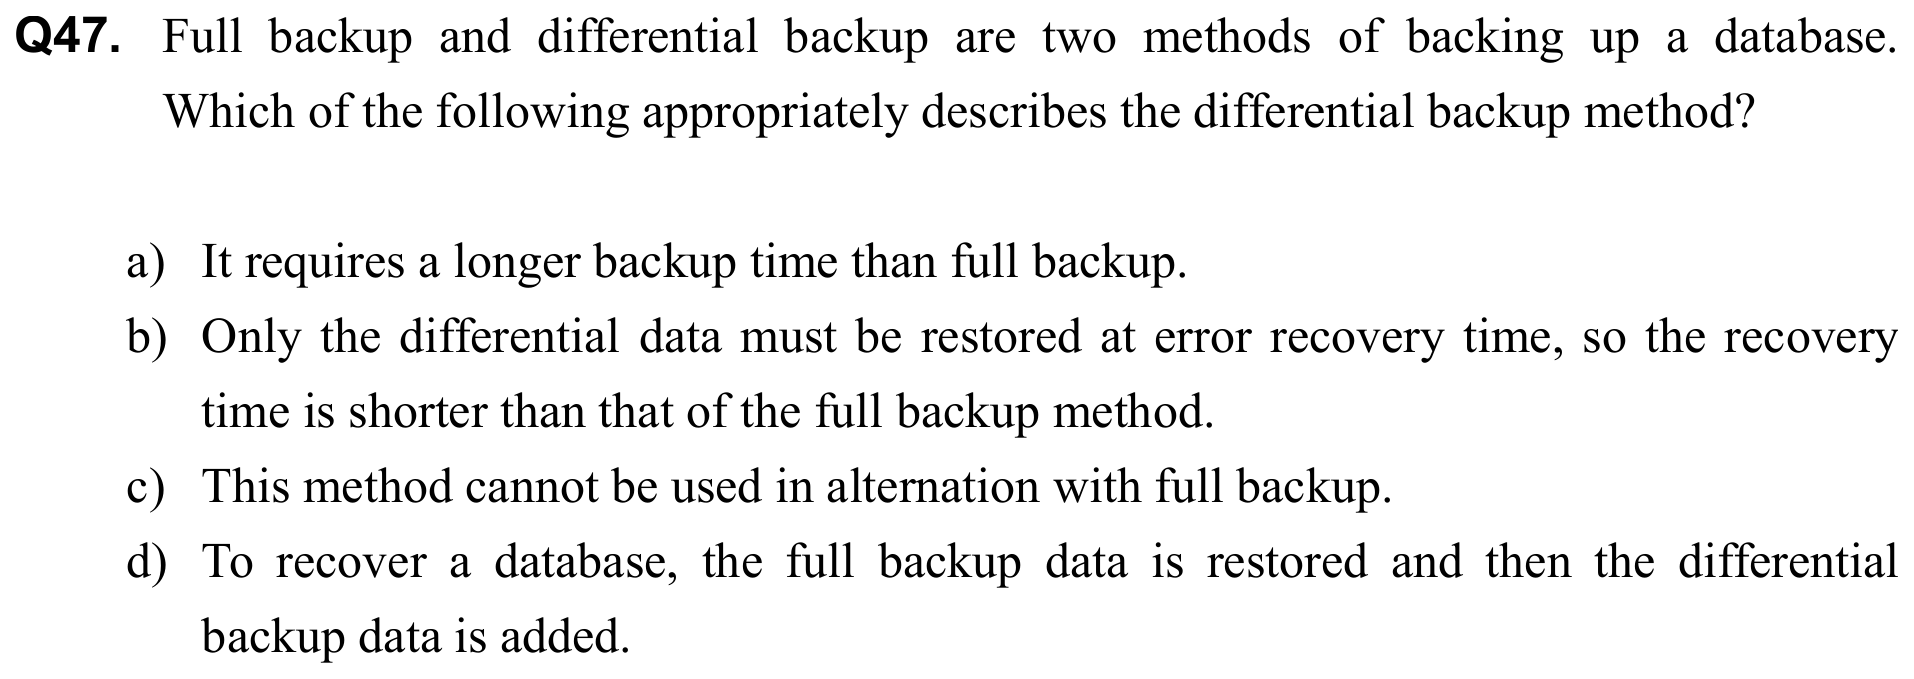 Q47. Full backup and differential backup are two methods of backing up a database.
Which of the following appropriately describes the differential backup method?
a) It requires a longer backup time than full backup.
b) Only the differential data must be restored at error recovery time, so the recovery
time is shorter than that of the full backup method.
c) This method cannot be used in alternation with full backup.
d) To recover a database, the full backup data is restored and then the differential
backup data is added.